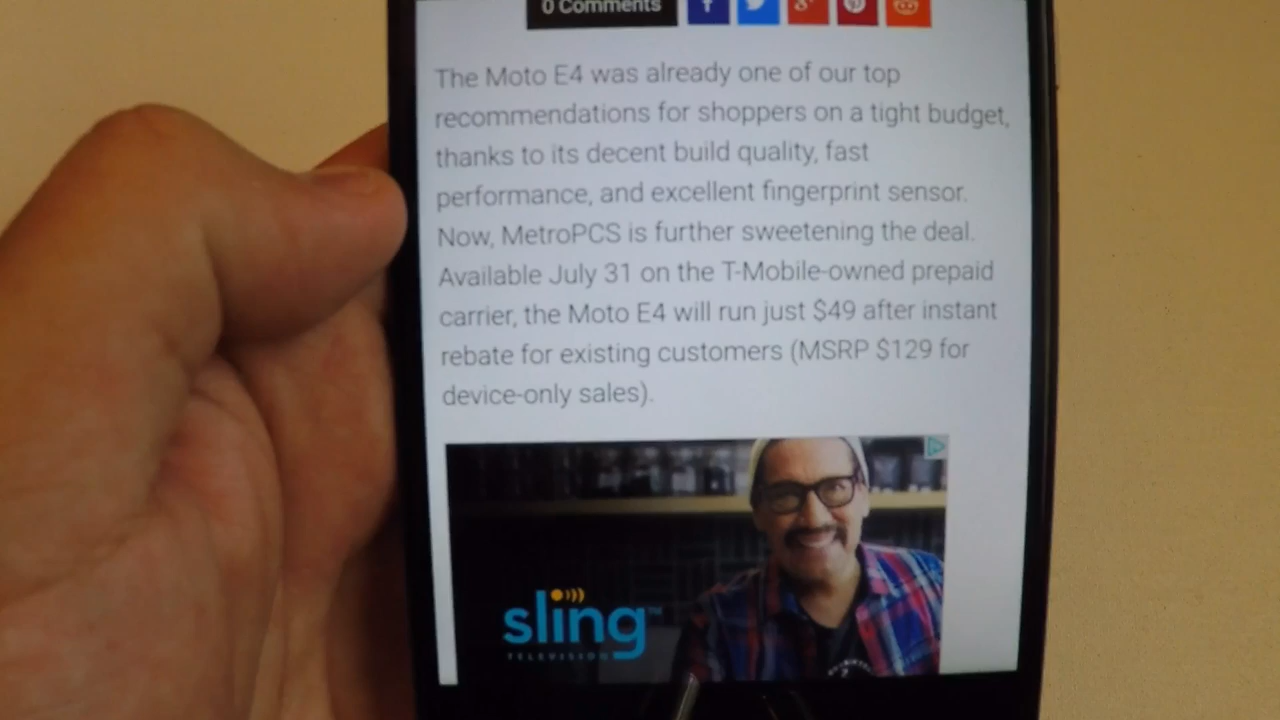 0 Comments
The Moto E4 was already one of our top
recommendations for shoppers on a tight budget,
thanks to its decent build quality, fast
performance, and excellent fingerprint sensor.
Now, MetroPCS is further sweetening the deal.
Available July 31 on the T-Mobile-owned prepaid
carrier, the Moto E4 will run just $49 after instant
rebate for existing customers (MSRP $129 for
device-only sales).
sling™
TELEVISION